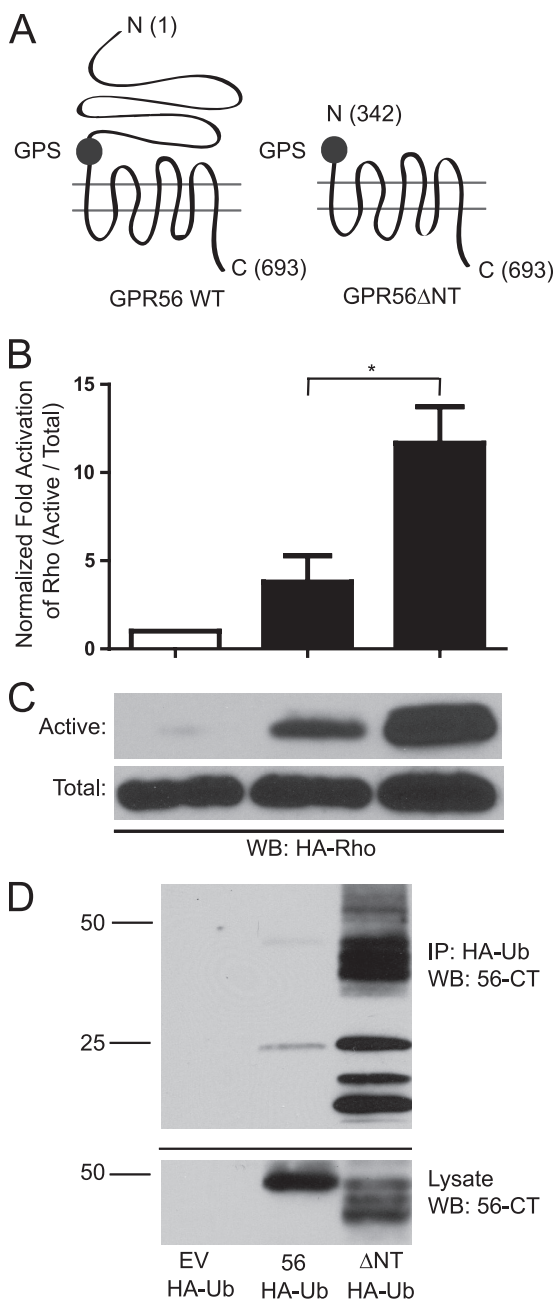 A
N (1)
GPS
C (693)
GPR56 WT
N (342)
GPS
C (693)
GPR56ΔNT
B
Normalized Fold Activation
of Rho (Active / Total)
15
10
5
0
*
C
Active:
Total:
WB: HA-Rho
D
50
25
IP: HA-Ub
WB: 56-CT
50
Lysate
WB: 56-CT
EV
HA-Ub
56
HA-Ub
ΔNT
HA-Ub